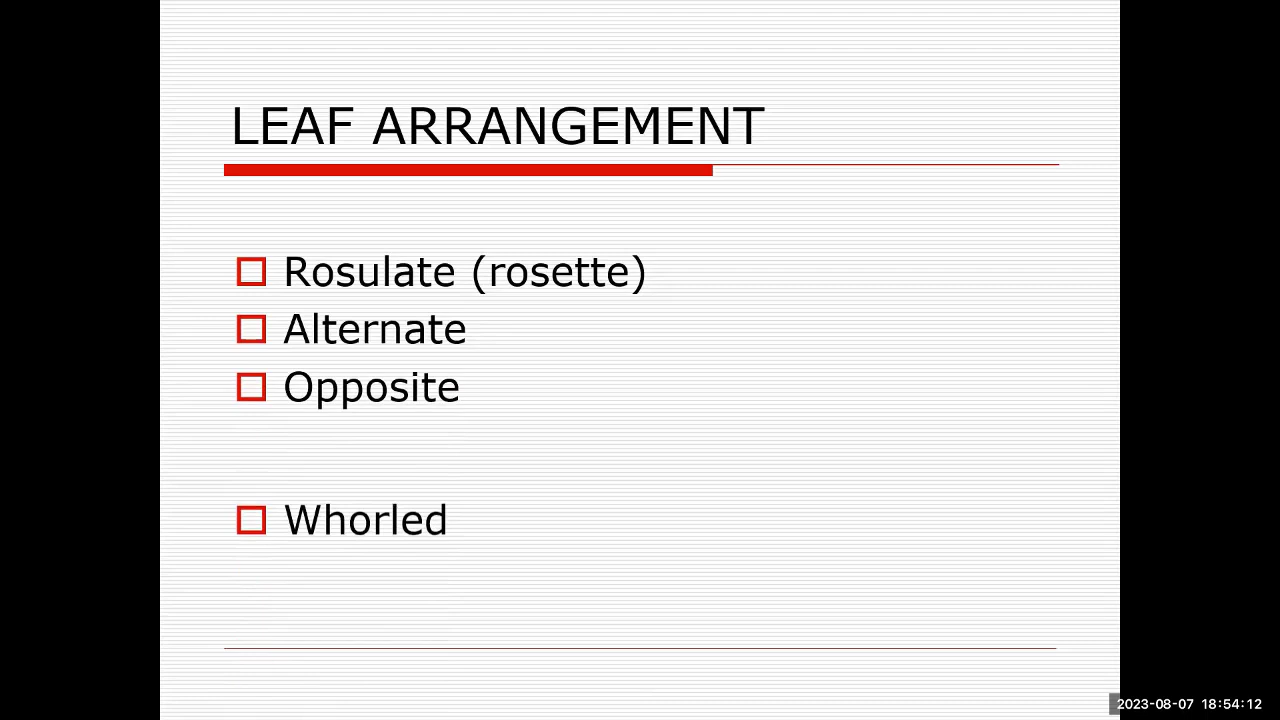 LEAF ARRANGEMENT
Rosulate (rosette)
Alternate
Opposite
Whorled
2023-08-07 18:54:12